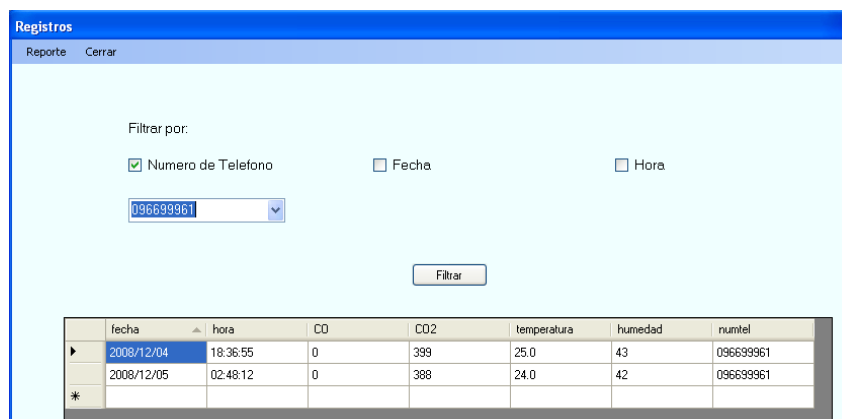 Registros
Reporte Cerrar
Filtrar por:
Numero de Telefono Fecha Hora
096699961
Filtrar
fecha hora CO CO2 temperatura humedad numtel
2008/12/04 18:36:55 0 399 25.0 43 096699961
2008/12/05 02:48:12 0 388 24.0 42 096699961